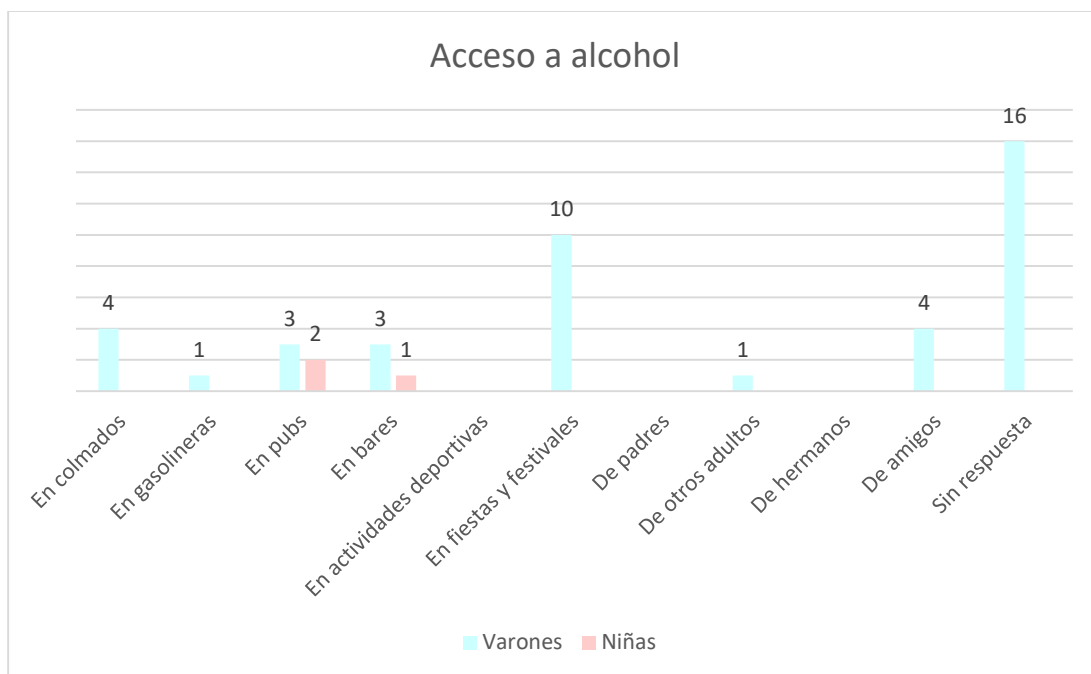 Acceso a alcohol
16
10
4
4
3
3
2
1
1
1
En colmados
En gasolineras
En pubs
En bares
En actividades deportivas
En fiestas y festivales
De padres
De otros adultos
De hermanos
De amigos
Sin respuesta
Varones
Niñas